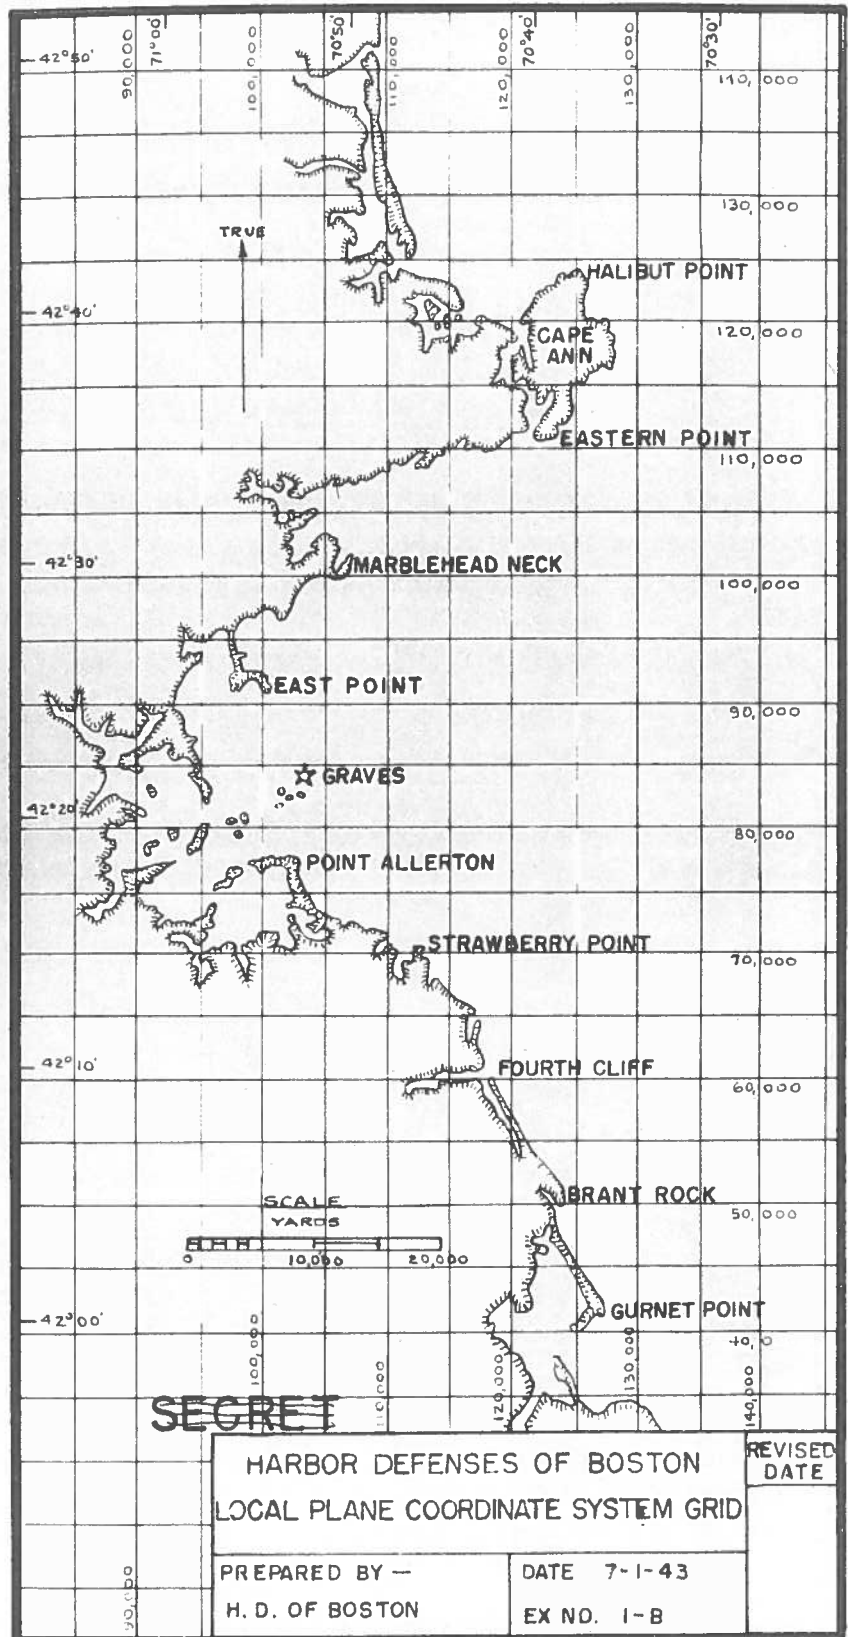 42°50'
90,000
71°00'
100,000
70°50'
110,000
120,000
70°40'
130,000
70°30'
140,000
130,000
TRUE
HALIBUT POINT
42°40'
120,000
CAPE
ANN
EASTERN POINT
110,000
42°30'
MARBLEHEAD NECK
100,000
EAST POINT
90,000
GRAVES
42°20'
80,000
POINT ALLERTON
STRAWBERRY POINT
70,000
42°10'
FOURTH CLIFF
60,000
BRANT ROCK
50,000
SCALE
YARDS
0 10,000 20,000
42°00'
GURNET POINT
100,000
110,000
120,000
130,000
140,000
SECRET
HARBOR DEFENSES OF BOSTON
LOCAL PLANE COORDINATE SYSTEM GRID
REVISED
DATE
PREPARED BY —
H. D. OF BOSTON
DATE 7-1-43
EX NO. 1-B
90,000